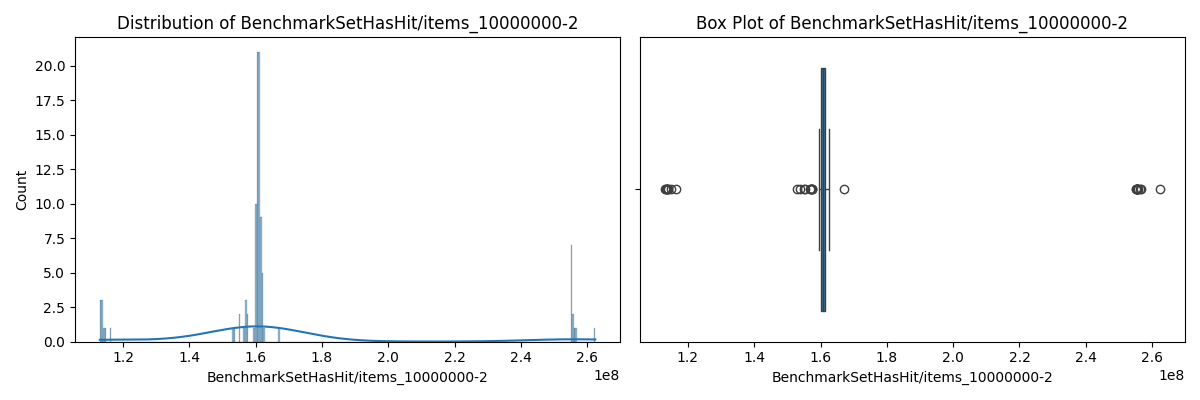 Distribution of BenchmarkSetHasHit/items_10000000-2
Count
20.0
17.5
15.0
12.5
10.0
7.5
5.0
2.5
0.0
1.2 1.4 1.6 1.8 2.0 2.2 2.4 2.6
1e8
BenchmarkSetHasHit/items_10000000-2
Box Plot of BenchmarkSetHasHit/items_10000000-2
1.2 1.4 1.6 1.8 2.0 2.2 2.4 2.6
1e8
BenchmarkSetHasHit/items_10000000-2